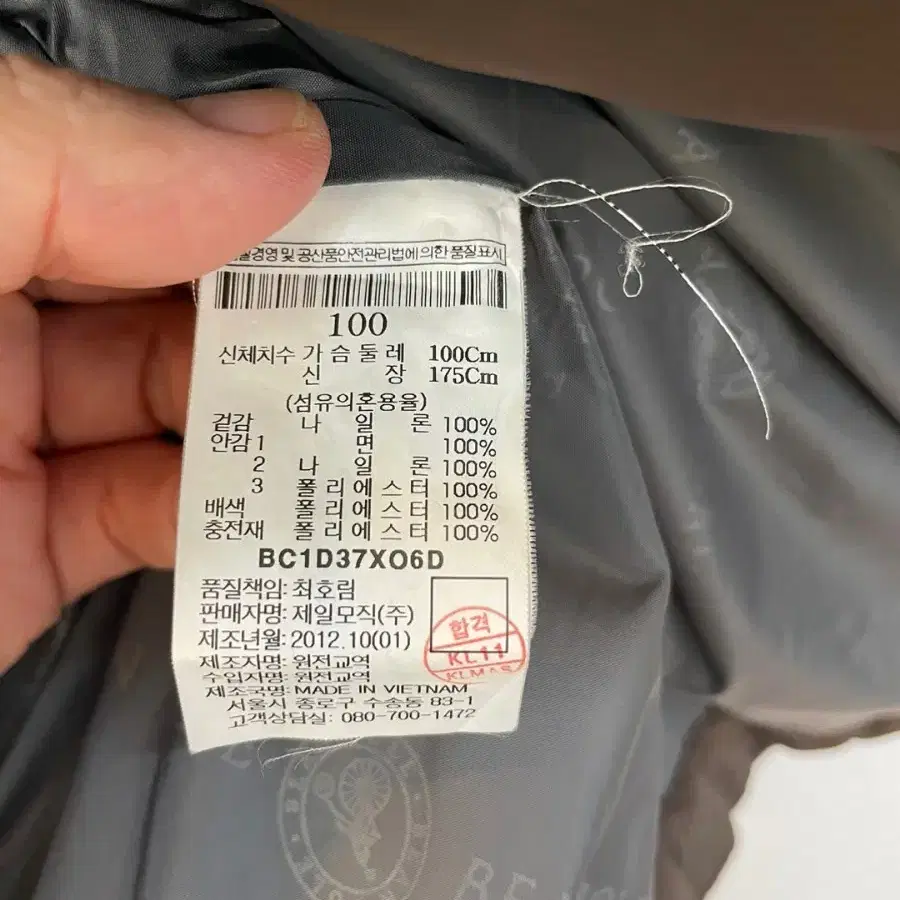 경영 및 공산품안전관리법에 의한 품질표시
100
신체치수 가슴둘레 100Cm
신장 175Cm
(섬유의혼용율)
겉감 나일론 100%
안감 1 면 100%
2 나일론 100%
3 폴리에스터 100%
배색 폴리에스터 100%
충전재 폴리에스터 100%
BC1D37XO6D
품질책임: 최호림
판매자명: 제일모직(주)
제조년월: 2012.10(01)
합격
제조자명: 원전교역
KL11
수입자명: 원전교역
KLMAS
제조국명: MADE IN VIETNAM
서울시 종로구 수송동 83-1
고객상담실: 080-700-1472